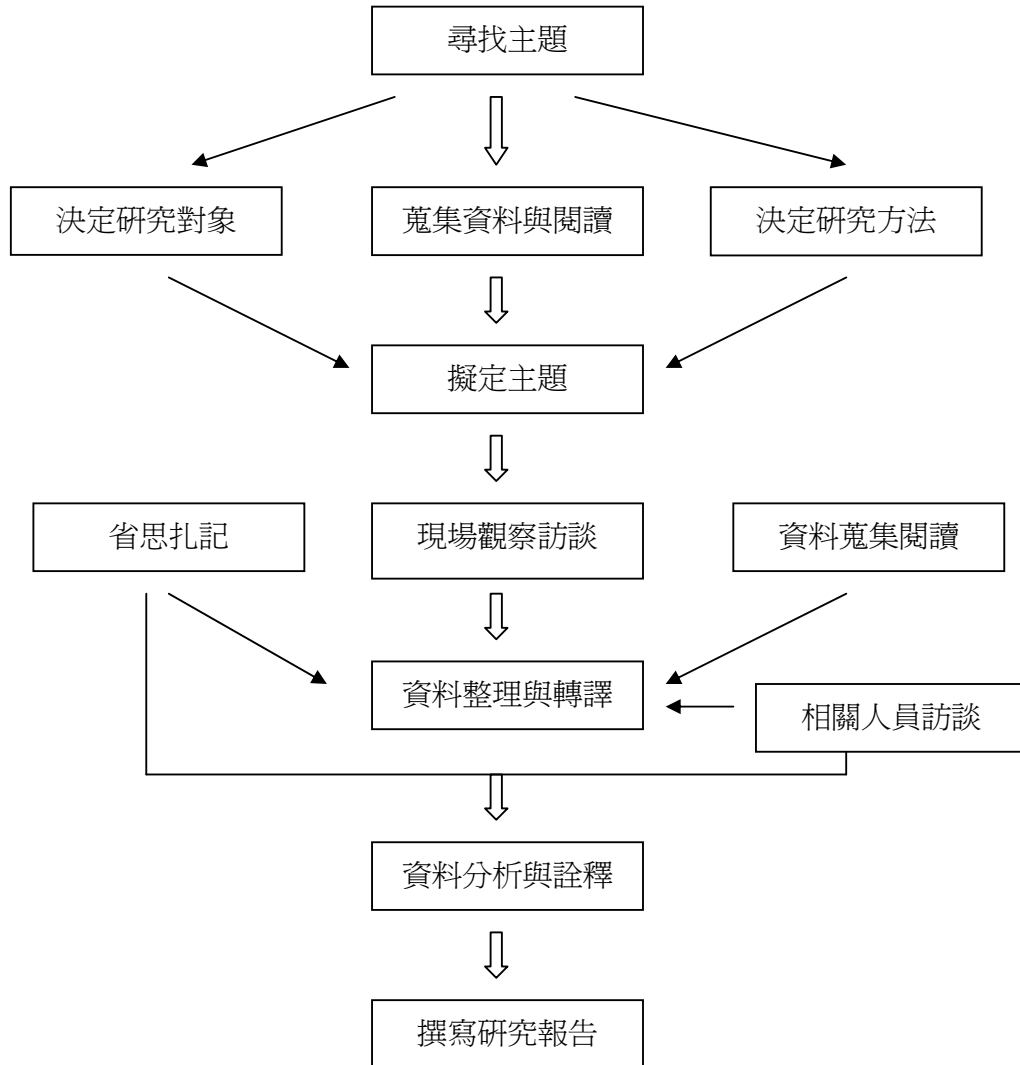 尋找主題
決定研究對象
蒐集資料與閱讀
決定研究方法
擬定主題
省思扎記
現場觀察訪談
資料蒐集閱讀
資料整理與轉譯
相關人員訪談
資料分析與詮釋
撰寫研究報告